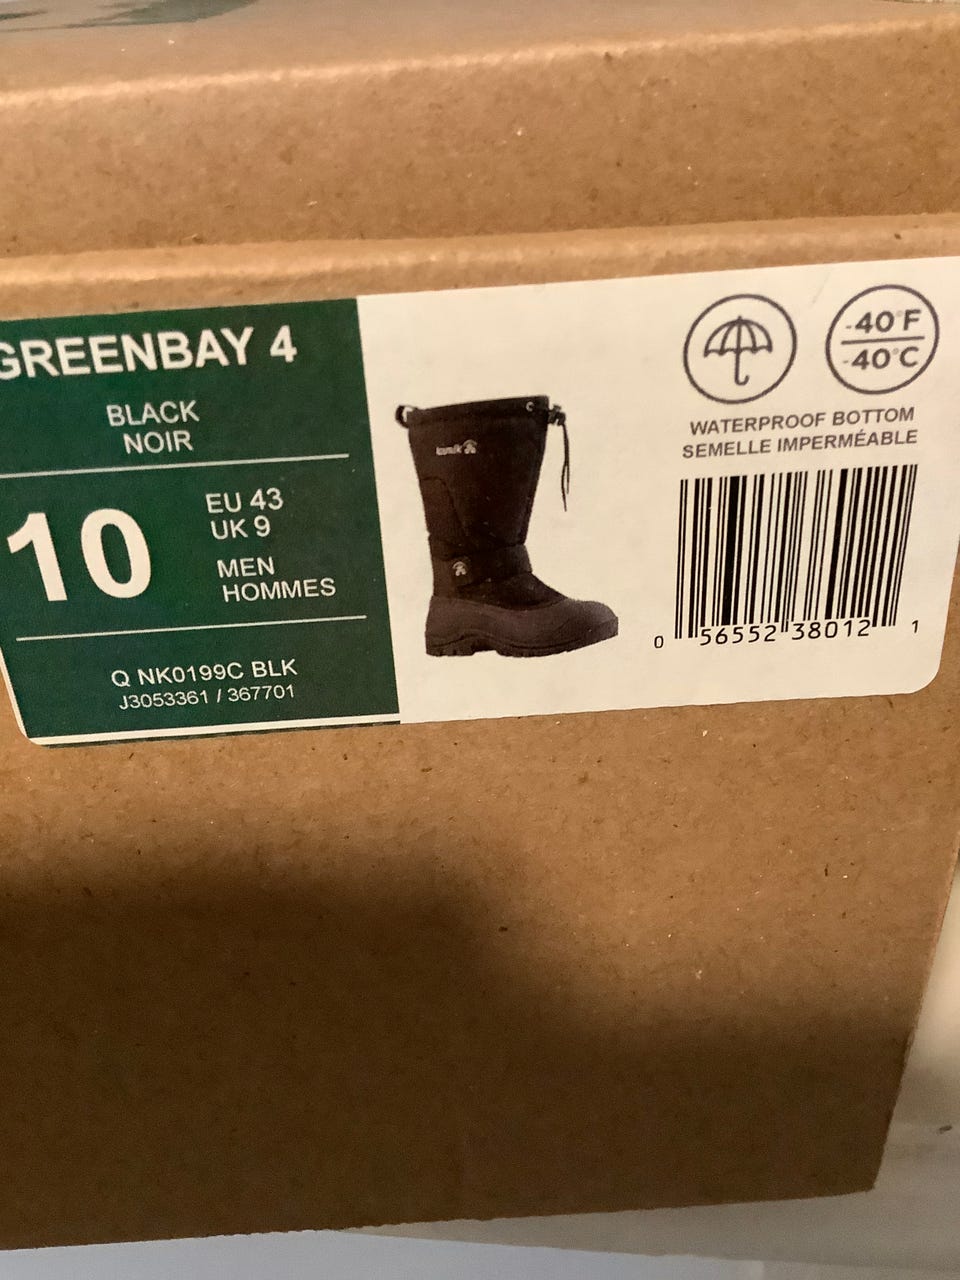 GREENBAY 4
BLACK
NOIR
10
EU 43
UK 9
MEN
HOMMES
Q NK0199C BLK
J3053361 / 367701
kamik
-40°F
-40°C
WATERPROOF BOTTOM
SEMELLE IMPERMÉABLE
0 56552 38012 1